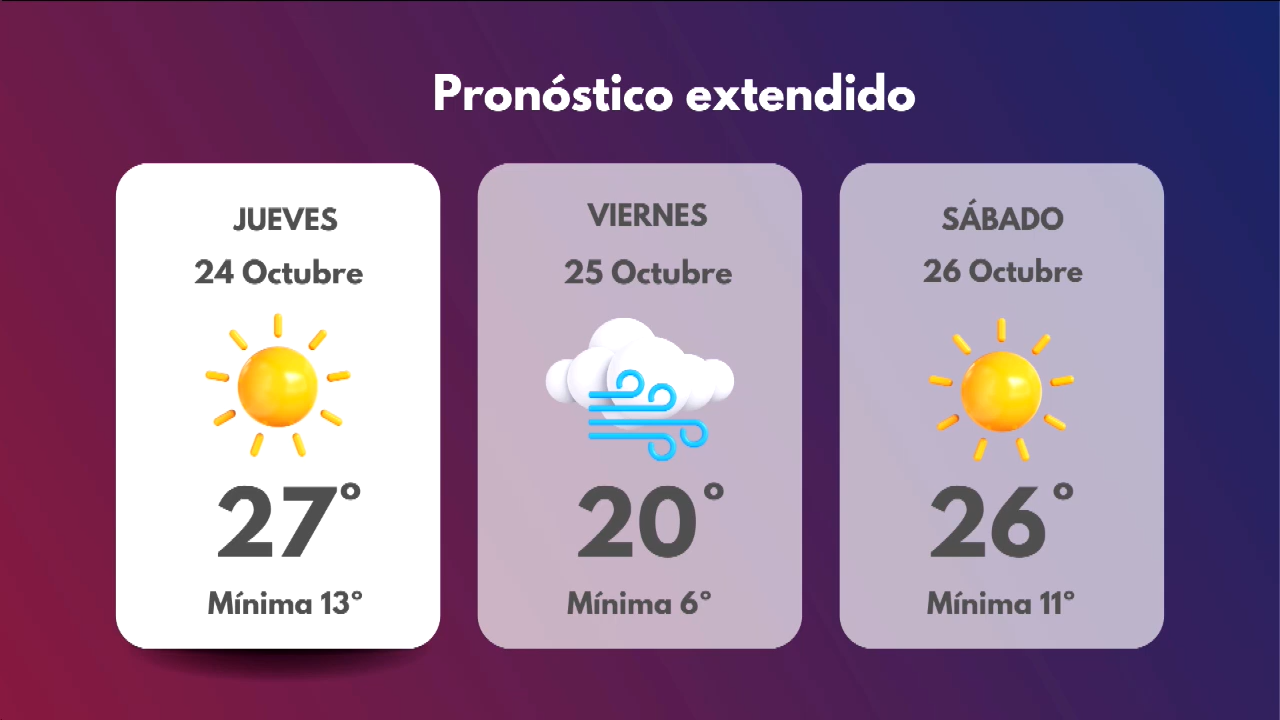 Pronóstico extendido
JUEVES
24 Octubre
27°
Mínima 13°
VIERNES
25 Octubre
20°
Mínima 6°
SÁBADO
26 Octubre
26°
Mínima 11°